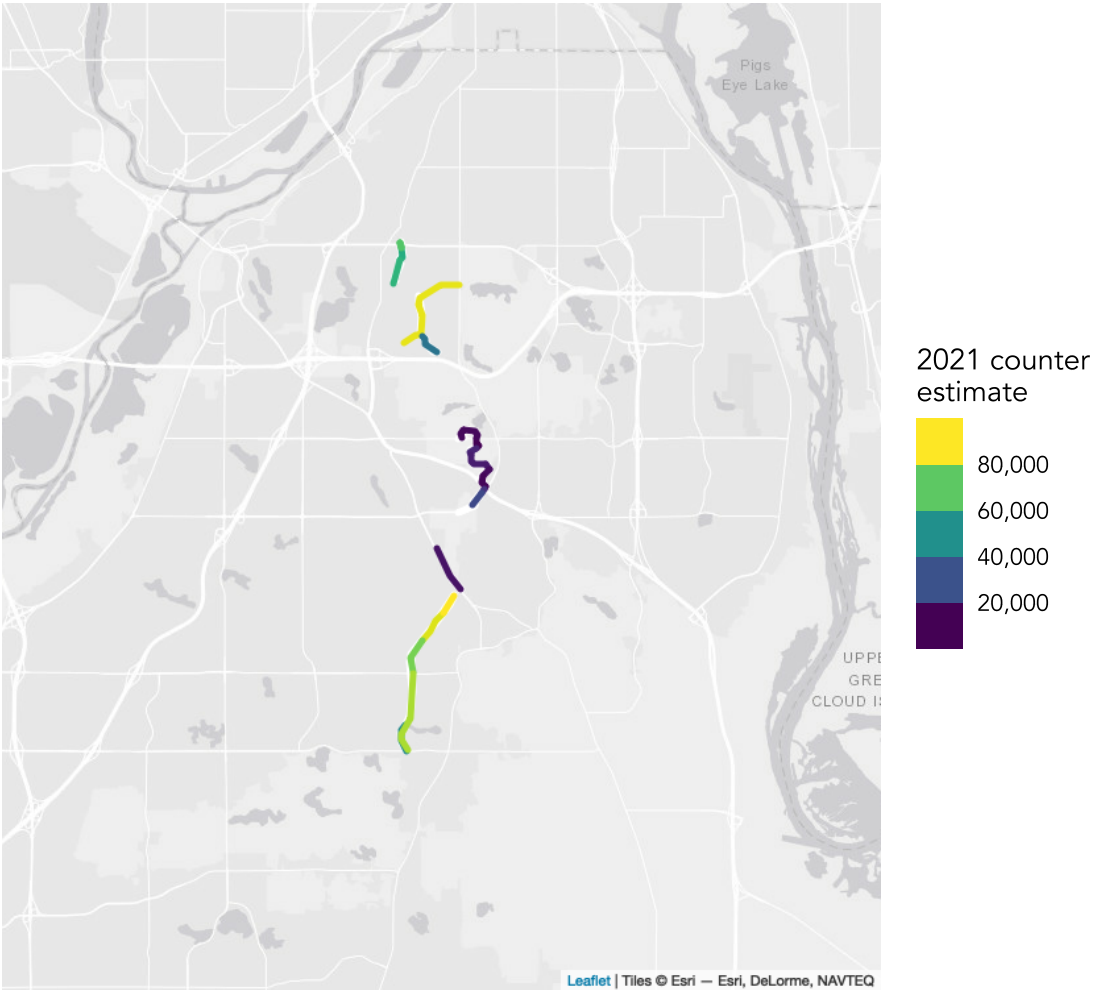 Pigs
Eye Lake
2021 counter
estimate
80,000
60,000
40,000
20,000
UPPE
GRE
CLOUD IS
Leaflet | Tiles © Esri — Esri, DeLorme, NAVTEQ